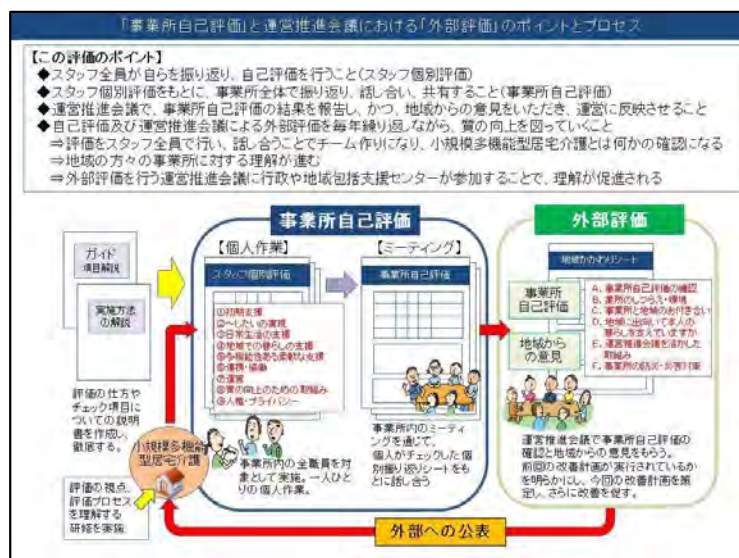 「事業所自己評価」と運営推進会議における「外部評価」のポイントとプロセス
【この評価のポイント】
◆スタッフ全員が自らを振り返り、自己評価を行うこと(スタッフ個別評価)
◆スタッフ個別評価をもとに、事業所全体で振り返り、話し合い、共有すること(事業所自己評価)
◆運営推進会議で、事業所自己評価の結果を報告し、かつ、地域からの意見をいただき、運営に反映させること
◆自己評価及び運営推進会議による外部評価を毎年繰り返しながら、質の向上を図っていくこと
⇒評価をスタッフ全員で行い、話し合うことでチーム作りになり、小規模多機能型居宅介護とは何かの確認になる
⇒地域の方々の事業所に対する理解が進む
⇒外部評価を行う運営推進会議に行政や地域包括支援センターが参加することで、理解が促進される
ガイド
項目解説
実施方法
の解説
評価の仕方や
チェック項目に
ついての説明
書を作成し、
徹底する。
小規模多機能
型居宅介護
評価の視点、
評価プロセス
を理解する
研修を実施
事業所自己評価
【個人作業】
スタッフ個別評価
①初期支援
②～したいの実現
③日常生活の支援
④地域での暮らしの支援
⑤多機能性ある柔軟な支援
⑥連携・協働
⑦運営
⑧質の向上のための取組み
⑨人権・プライバシー
事業所内の全職員を対
象として実施。一人ひ
とりの個人作業。
【ミーティング】
事業所自己評価
事業所内のミーティ
ングを通じて、
個人がチェックした個
別振り返りシートをも
とに話し合う
外部評価
地域かかわりシート
事業所
自己評価
地域から
の意見
A. 事業所自己評価の確認
B. 事業所のしつらえ・環境
C. 事業所と地域のお付き合い
D. 地域に出向いて本人の
暮らしを支えていますか
E. 運営推進会議を活かした
取組み
F. 事業所の防災・災害対策
運営推進会議で事業所自己評価の
確認と地域からの意見をもらう。
前回の改善計画が実行されているか
を明らかにし、今回の改善計画を策
定し、さらに改善を促す。
外部への公表